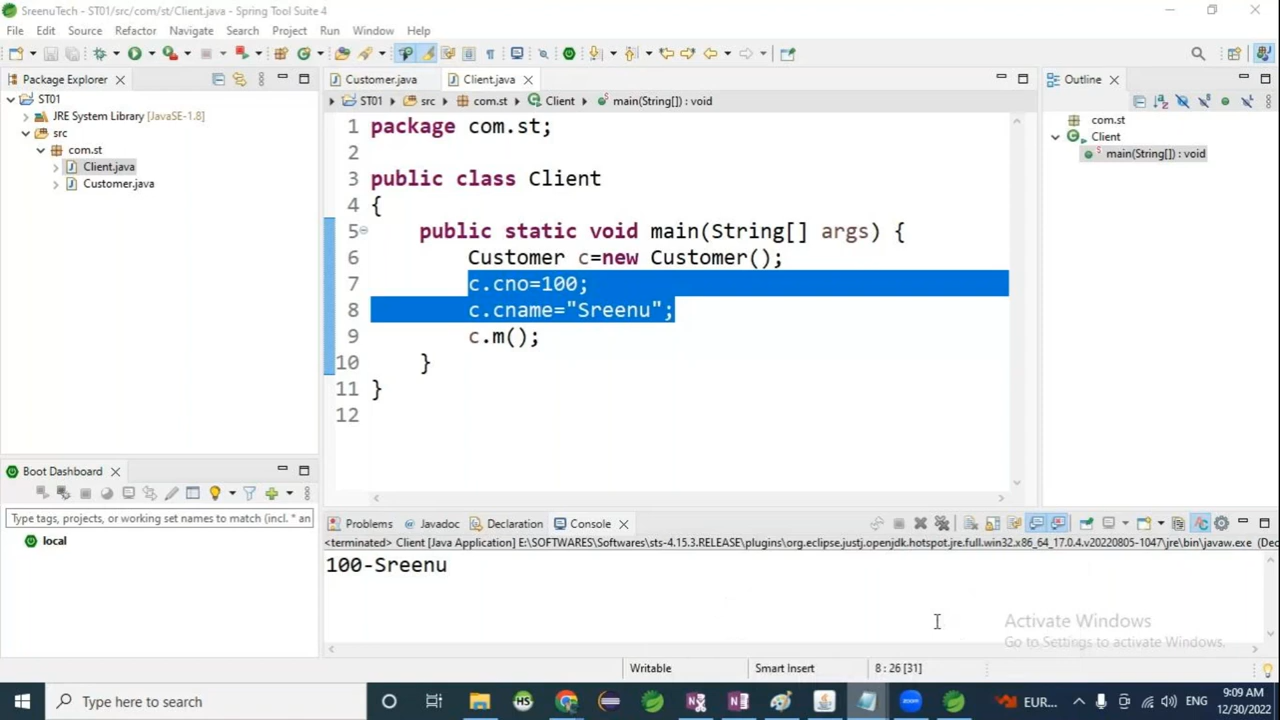 SreenuTech - ST01/src/com/st/Client.java - Spring Tool Suite 4
File Edit Source Refactor Navigate Search Project Run Window Help
Package Explorer
ST01
JRE System Library [JavaSE-1.8]
src
com.st
Client.java
Customer.java
Customer.java Client.java
ST01 src com.st Client main(String[]) : void
1 package com.st;
2
3 public class Client
4 {
5 public static void main(String[] args) {
6 Customer c=new Customer();
7 c.cno=100;
8 c.cname="Sreenu";
9 c.m();
10 }
11 }
12
Outline
com.st
Client
main(String[]) : void
Boot Dashboard
Type tags, projects, or working set names to match (incl. * an
local
Problems Javadoc Declaration Console
<terminated> Client [Java Application] E:\SOFTWARES\Softwares\sts-4.15.3.RELEASE\plugins\org.eclipse.justj.openjdk.hotspot.jre.full.win32.x86_64_17.0.4.v20220805-1047\jre\bin\javaw.exe (Dec
100-Sreenu
Activate Windows
Go to Settings to activate Windows.
Writable Smart Insert 8 : 26 [31]
Type here to search
HS
EUR...
ENG
9:09 AM
12/30/2022